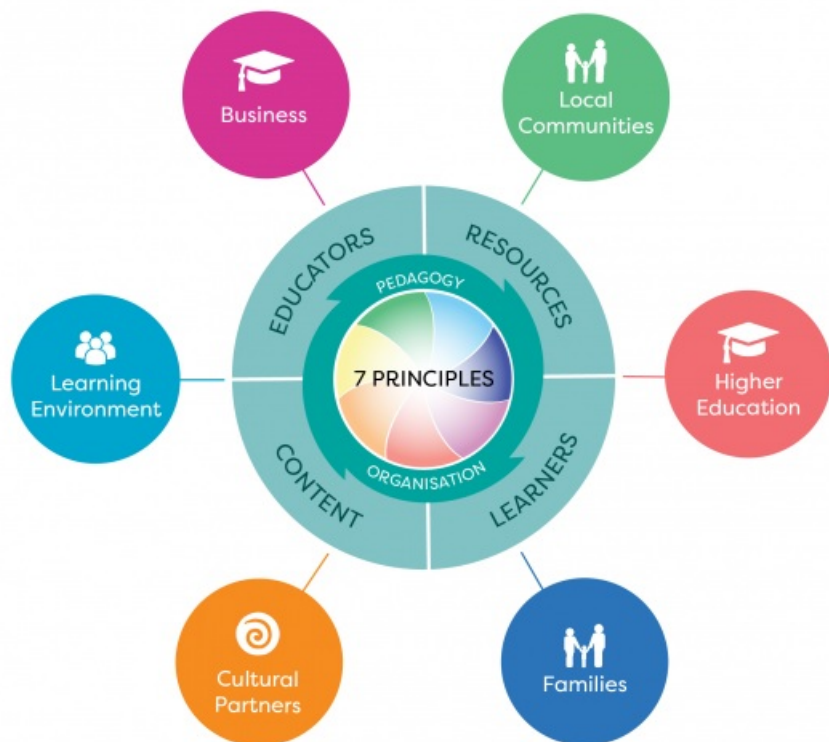 Business
Local
Communities
EDUCATORS
RESOURCES
PEDAGOGY
7 PRINCIPLES
Learning
Environment
Higher
Education
ORGANISATION
CONTENT
LEARNERS
Cultural
Partners
Families